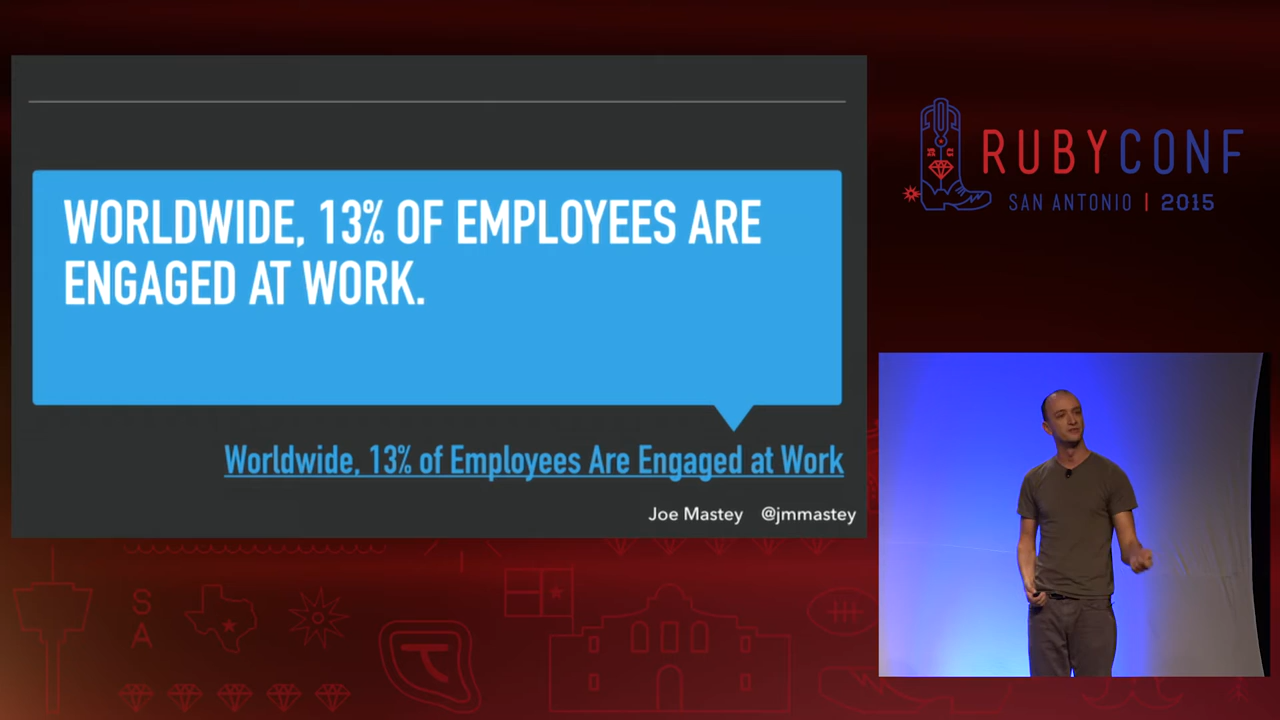 WORLDWIDE, 13% OF EMPLOYEES ARE
ENGAGED AT WORK.
Worldwide, 13% of Employees Are Engaged at Work
Joe Mastey @jmmastey
RUBYCONF
SAN ANTONIO | 2015
S
A